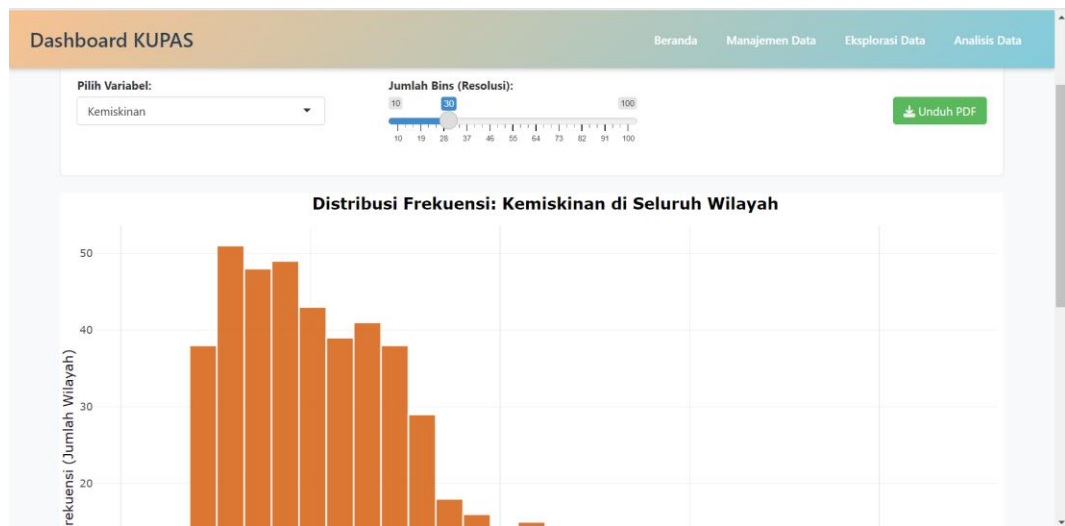 Dashboard KUPAS
Beranda Manajemen Data Eksplorasi Data Analisis Data
Pilih Variabel:
Kemiskinan
Jumlah Bins (Resolusi):
10 30 100
10 19 28 37 46 55 64 73 82 91 100
Unduh PDF
Distribusi Frekuensi: Kemiskinan di Seluruh Wilayah
50
40
30
20
rekuensi (Jumlah Wilayah)